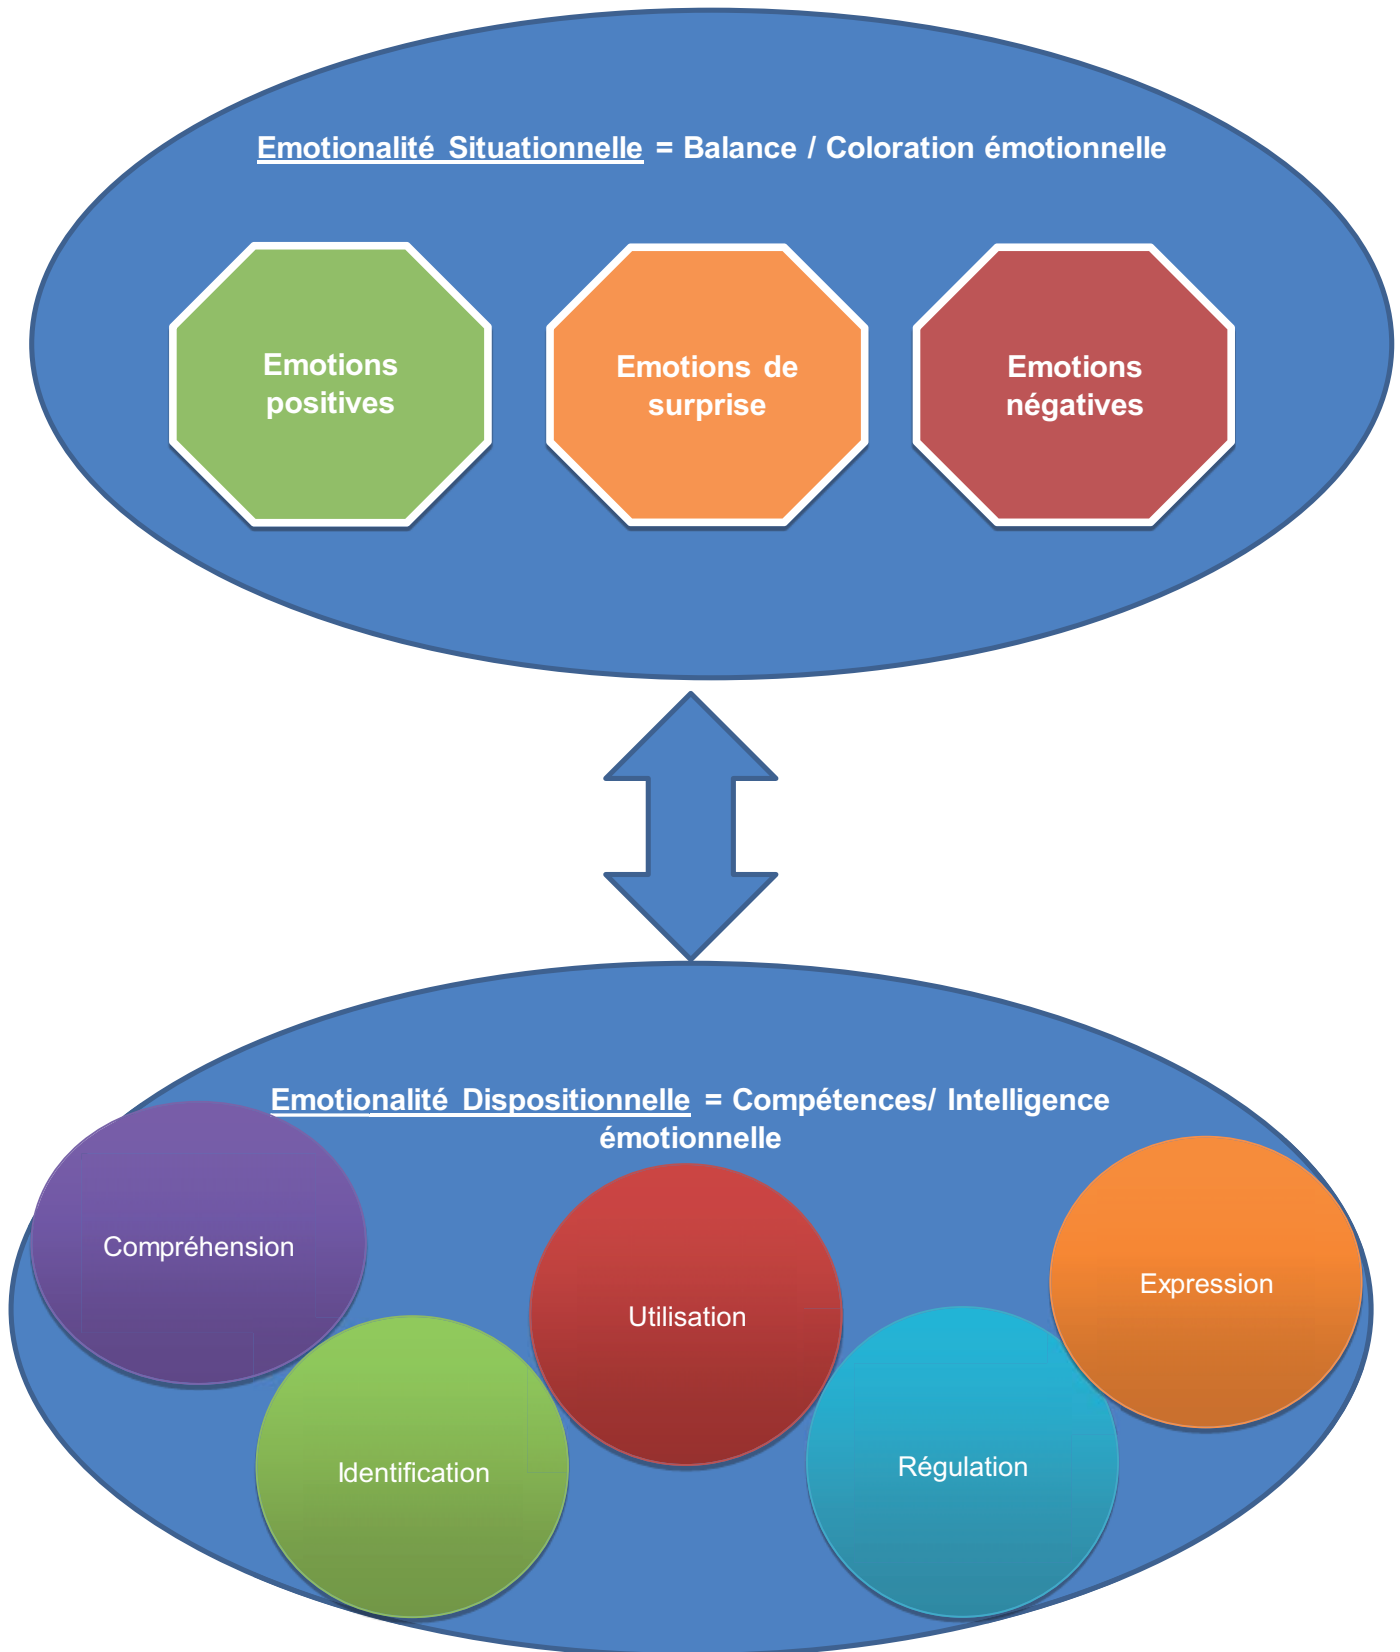 Emotionalité Situationnelle = Balance / Coloration émotionnelle
Emotions
positives
Emotions de
surprise
Emotions
négatives
Emotionalité Dispositionnelle = Compétences/ Intelligence
émotionnelle
Compréhension
Identification
Utilisation
Régulation
Expression